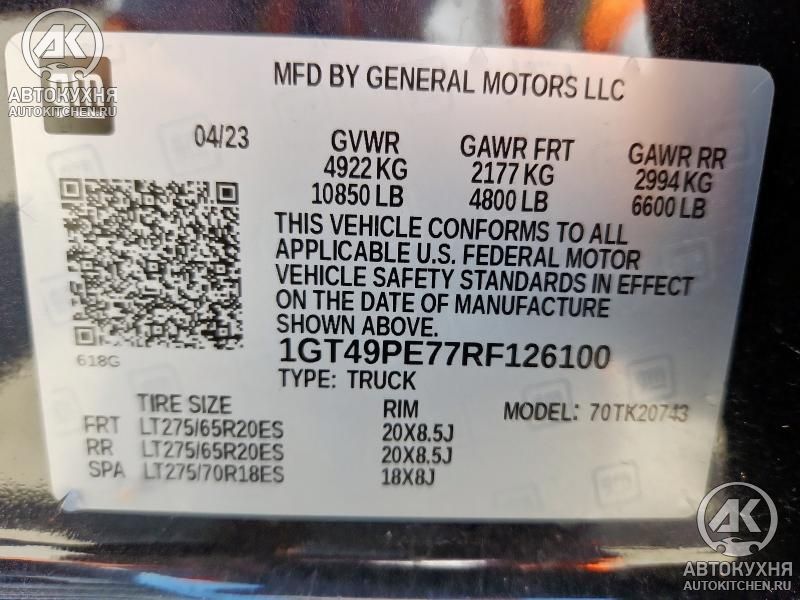 AK
АВТОКУХНЯ
AUTOKITCHEN.RU
MFD BY GENERAL MOTORS LLC
04/23
GVWR
4922 KG
10850 LB
GAWR FRT
2177 KG
4800 LB
GAWR RR
2994 KG
6600 LB
THIS VEHICLE CONFORMS TO ALL
APPLICABLE U.S. FEDERAL MOTOR
VEHICLE SAFETY STANDARDS IN EFFECT
ON THE DATE OF MANUFACTURE
SHOWN ABOVE.
618G
1GT49PE77RF126100
TYPE: TRUCK
MODEL: 70TK20743
TIRE SIZE RIM
FRT LT275/65R20ES 20X8.5J
RR LT275/65R20ES 20X8.5J
SPA LT275/70R18ES 18X8J
AK
АВТОКУХНЯ
AUTOKITCHEN.RU